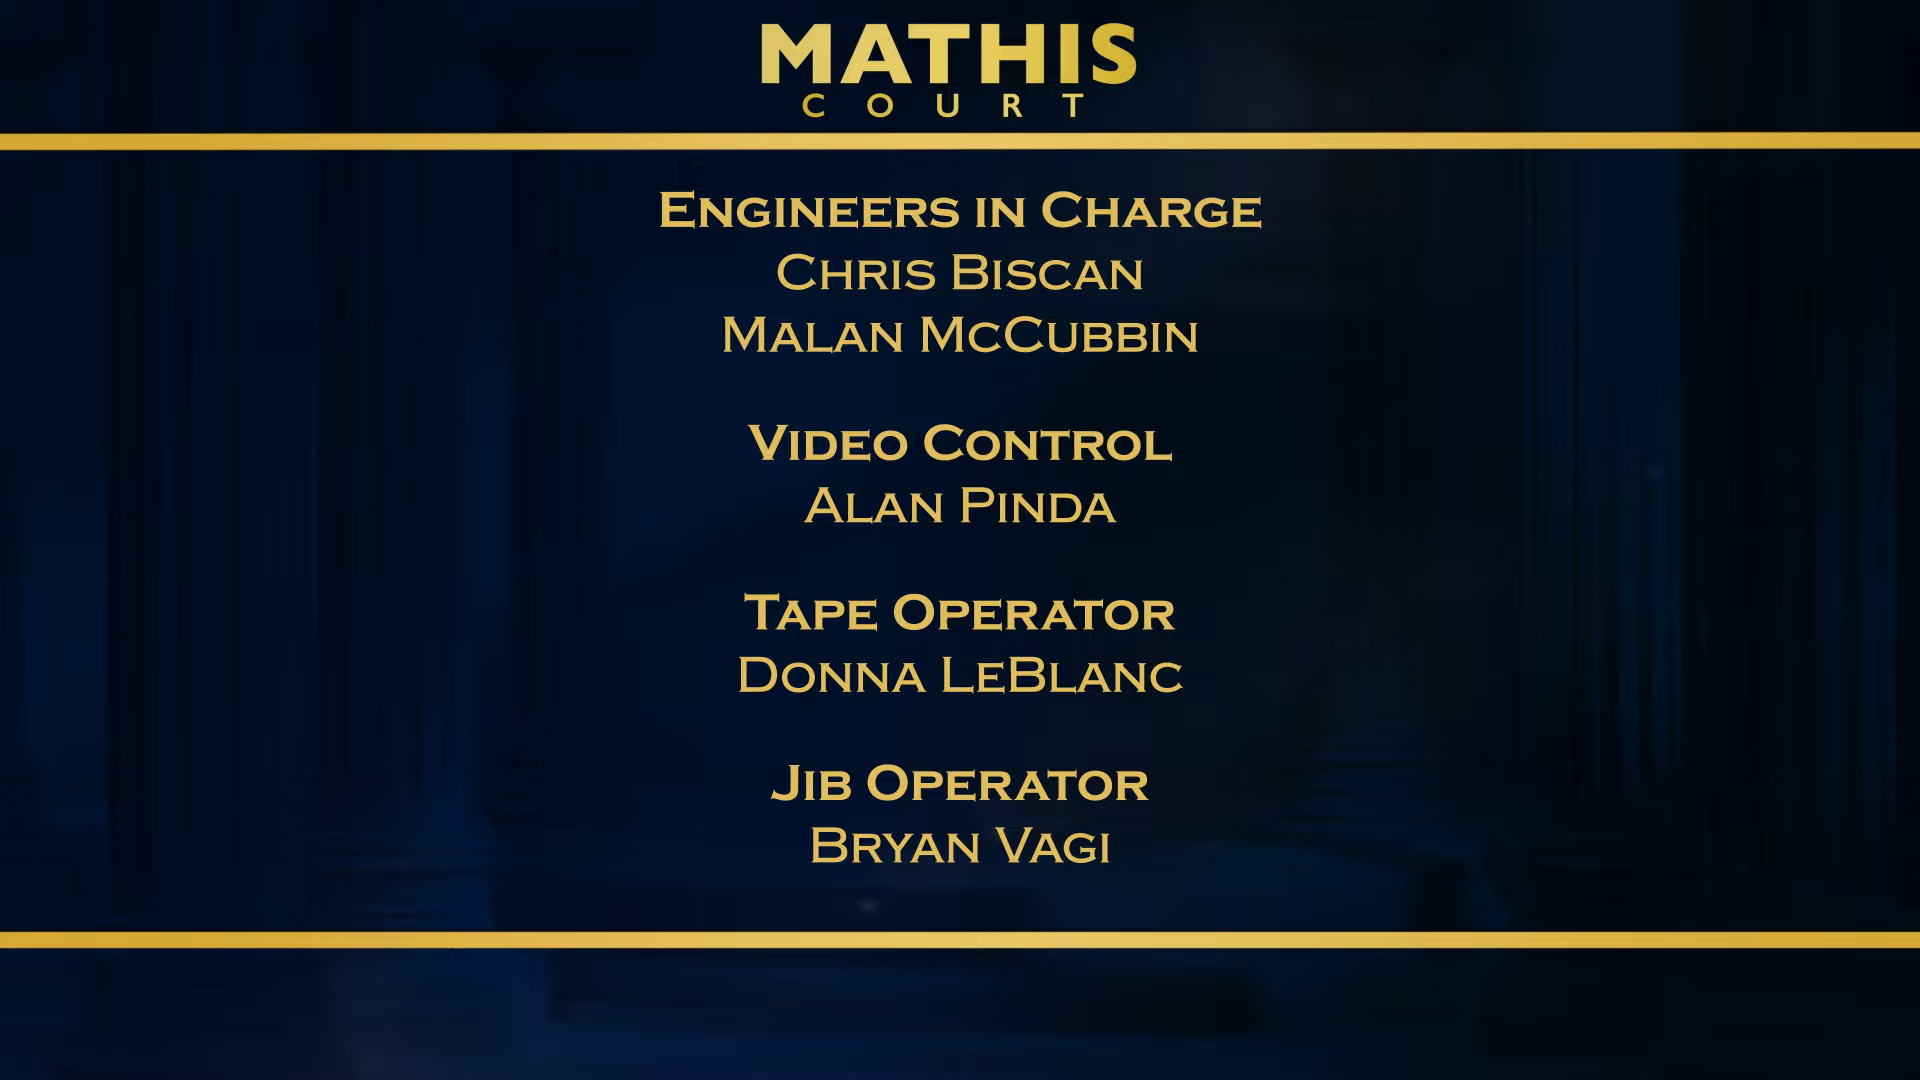 MATHIS
COURT
Engineers in Charge
Chris Biscan
Malan McCubbin
Video Control
Alan Pinda
Tape Operator
Donna LeBlanc
Jib Operator
Bryan Vagi